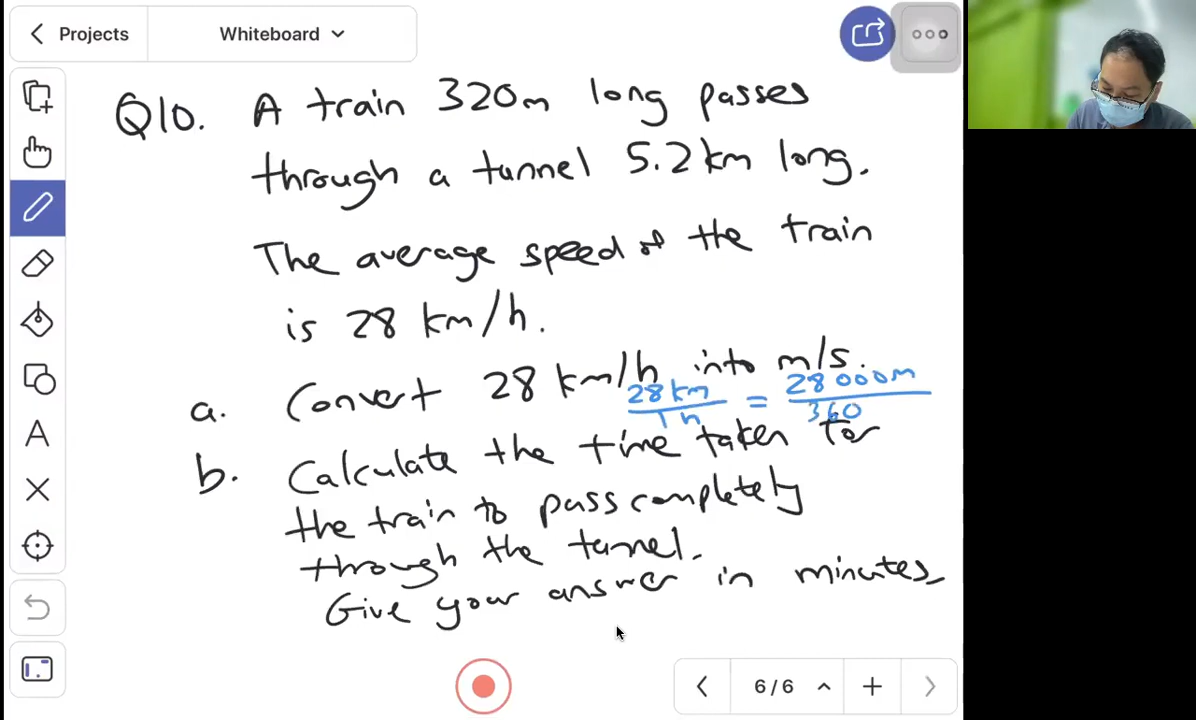 Projects
Whiteboard
Q10. A train 320m long passes
through a tunnel 5.2km long.
The average speed of the train
is 28 km/h.
a. Convert 28 km/h into m/s.
28 km / 1 h = 28 000m / 360
b. Calculate the time taken for
the train to pass completely
through the tunnel.
Give your answer in minutes
A
6/6